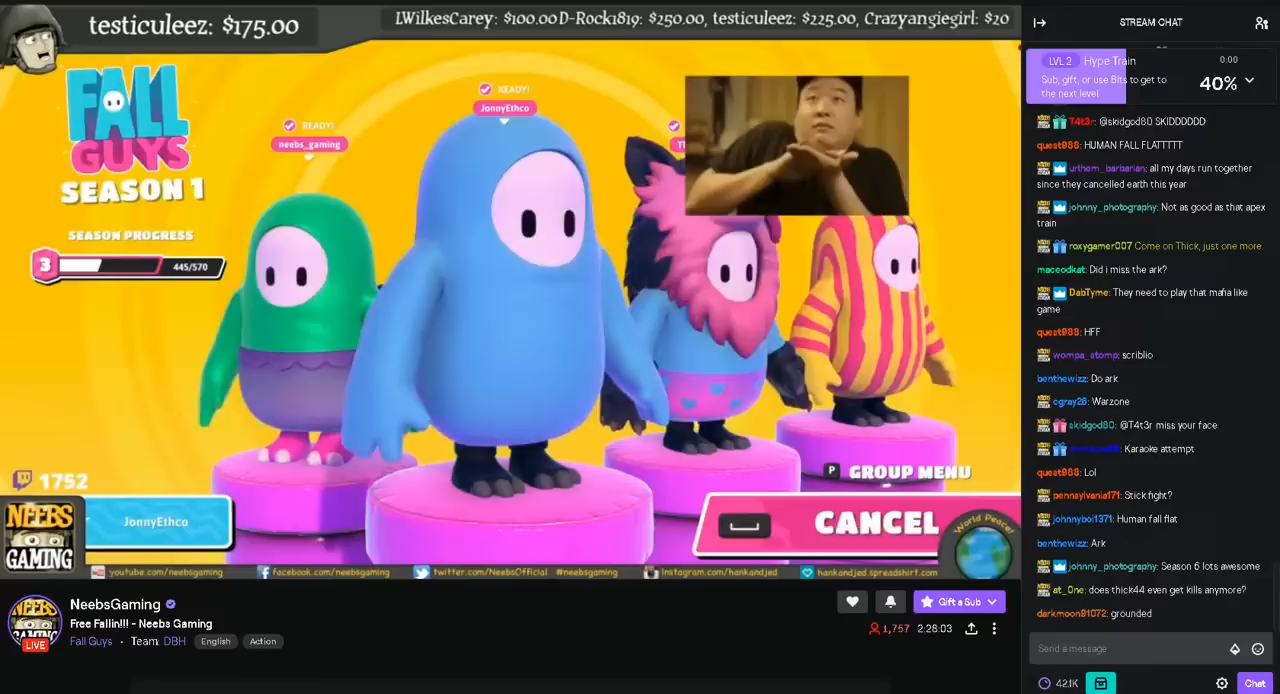 testiculeez: $175.00
LWilkesCarey: $100.00 D-Rock1819: $250.00, testiculeez: $225.00, Crazyangiegirl: $20
FALL
GUYS
SEASON 1
SEASON PROGRESS
3
445/570
READY!
neebs_gaming
READY!
JonnyEthco
P GROUP MENU
1752
NEEBS
GAMING
JonnyEthco
CANCEL
World Peace!
youtube.com/neebsgaming
facebook.com/neebsgaming
twitter.com/NeebsOfficial #neebsgaming
instagram.com/hankandjed
hankandjed.spreadshirt.com
LIVE
NeebsGaming
Free Fallin!!! - Neebs Gaming
Fall Guys · Team: DBH English Action
Gift a Sub
1,757 2:28:03
STREAM CHAT
LVL 2 Hype Train
0:00
Sub, gift, or use Bits to get to
the next level
40%
T4t3r: @skidgod80 SKIDDDDDD
quest988: HUMAN FALL FLATTTTT
urthem_barbarian: all my days run together
since they cancelled earth this year
johnny_photography: Not as good as that apex
train
roxygamer007 Come on Thick, just one more.
maceodkat: Did i miss the ark?
DabTyme: They need to play that mafia like
game
quest988: HFF
wompa_stomp: scriblio
benthewizz: Do ark
cgray26: Warzone
skidgod80: @T4t3r miss your face
Karaoke attempt
quest988: Lol
pennsylvania171: Stick fight?
johnnyboi1371: Human fall flat
benthewizz: Ark
johnny_photography: Season 6 lots awesome
at_0ne: does thick44 even get kills anymore?
darkmoon91072: grounded
Send a message
42.1K
Chat